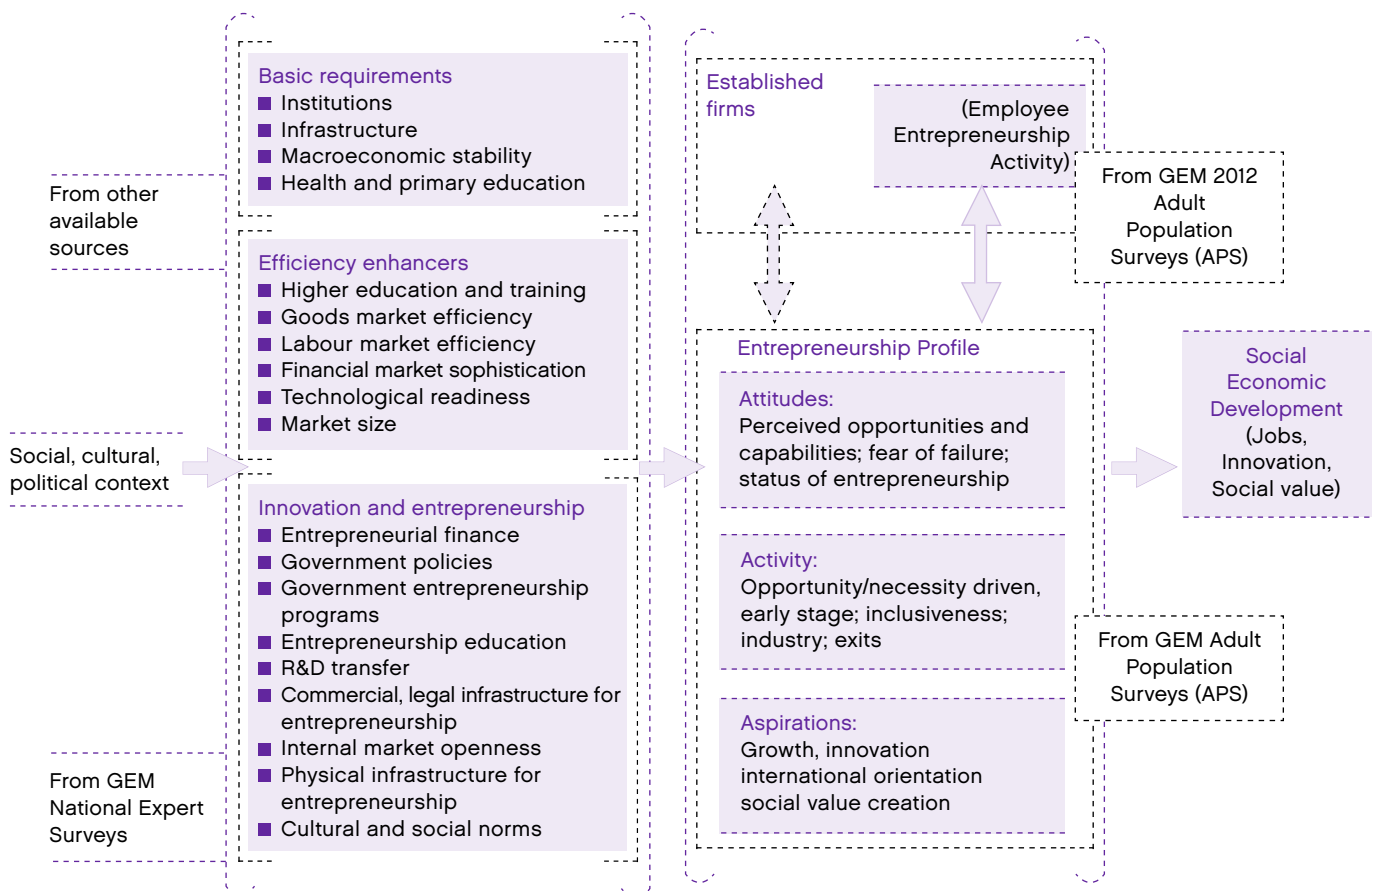 From other
available
sources
Social, cultural,
political context
From GEM
National Expert
Surveys
Basic requirements
Institutions
Infrastructure
Macroeconomic stability
Health and primary education
Efficiency enhancers
Higher education and training
Goods market efficiency
Labour market efficiency
Financial market sophistication
Technological readiness
Market size
Innovation and entrepreneurship
Entrepreneurial finance
Government policies
Government entrepreneurship
programs
Entrepreneurship education
R&D transfer
Commercial, legal infrastructure for
entrepreneurship
Internal market openness
Physical infrastructure for
entrepreneurship
Cultural and social norms
Established
firms
(Employee
Entrepreneurship
Activity)
From GEM 2012
Adult
Population
Surveys (APS)
Entrepreneurship Profile
Attitudes:
Perceived opportunities and
capabilities; fear of failure;
status of entrepreneurship
Activity:
Opportunity/necessity driven,
early stage; inclusiveness;
industry; exits
Aspirations:
Growth, innovation
international orientation
social value creation
From GEM Adult
Population
Surveys (APS)
Social
Economic
Development
(Jobs,
Innovation,
Social value)